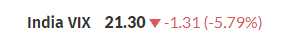 India VIX 21.30 ▼ -1.31 (-5.79%)